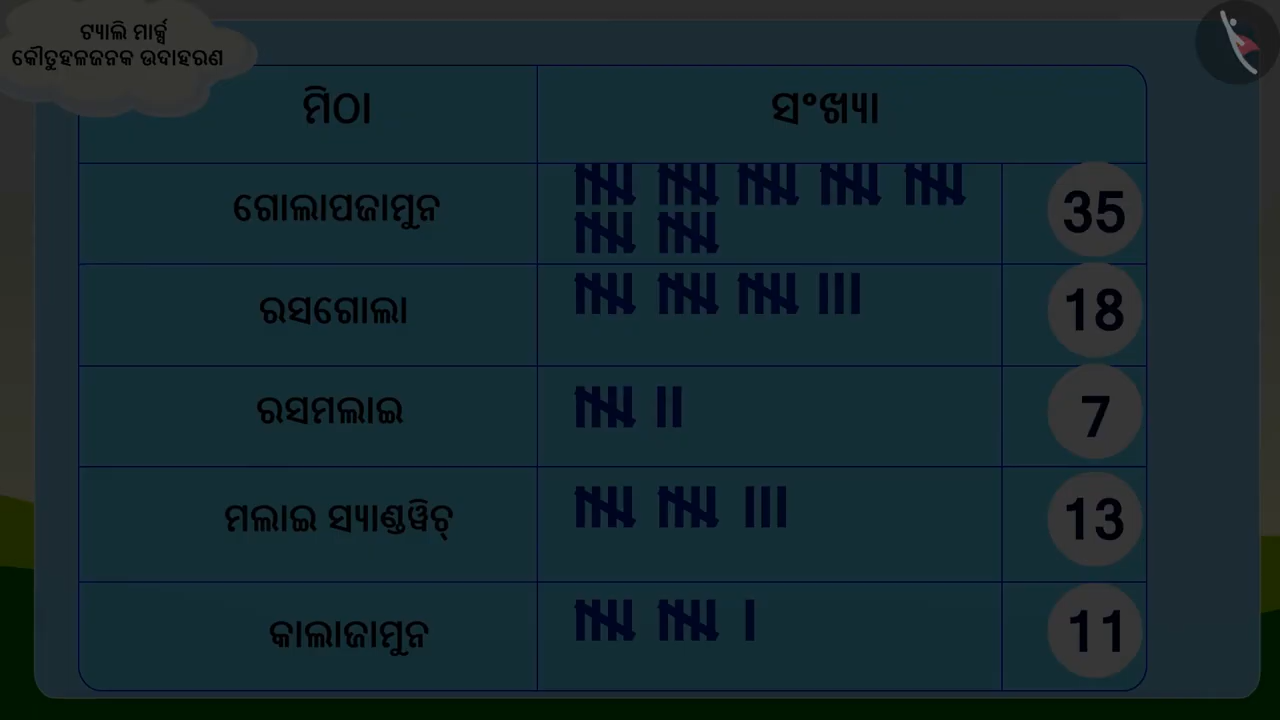 ଟ୍ୟାଲି ମାର୍କ୍ସ
କୌତୁହଳଜନକ ଉଦାହରଣ
ମିଠା ସଂଖ୍ୟା
ଗୋଲାପଜାମୁନ 35
ରସଗୋଲା 18
ରସମଲାଇ 7
ମଲାଇ ସ୍ୟାଣ୍ଡୱିଚ୍ 13
କାଲାଜାମୁନ 11